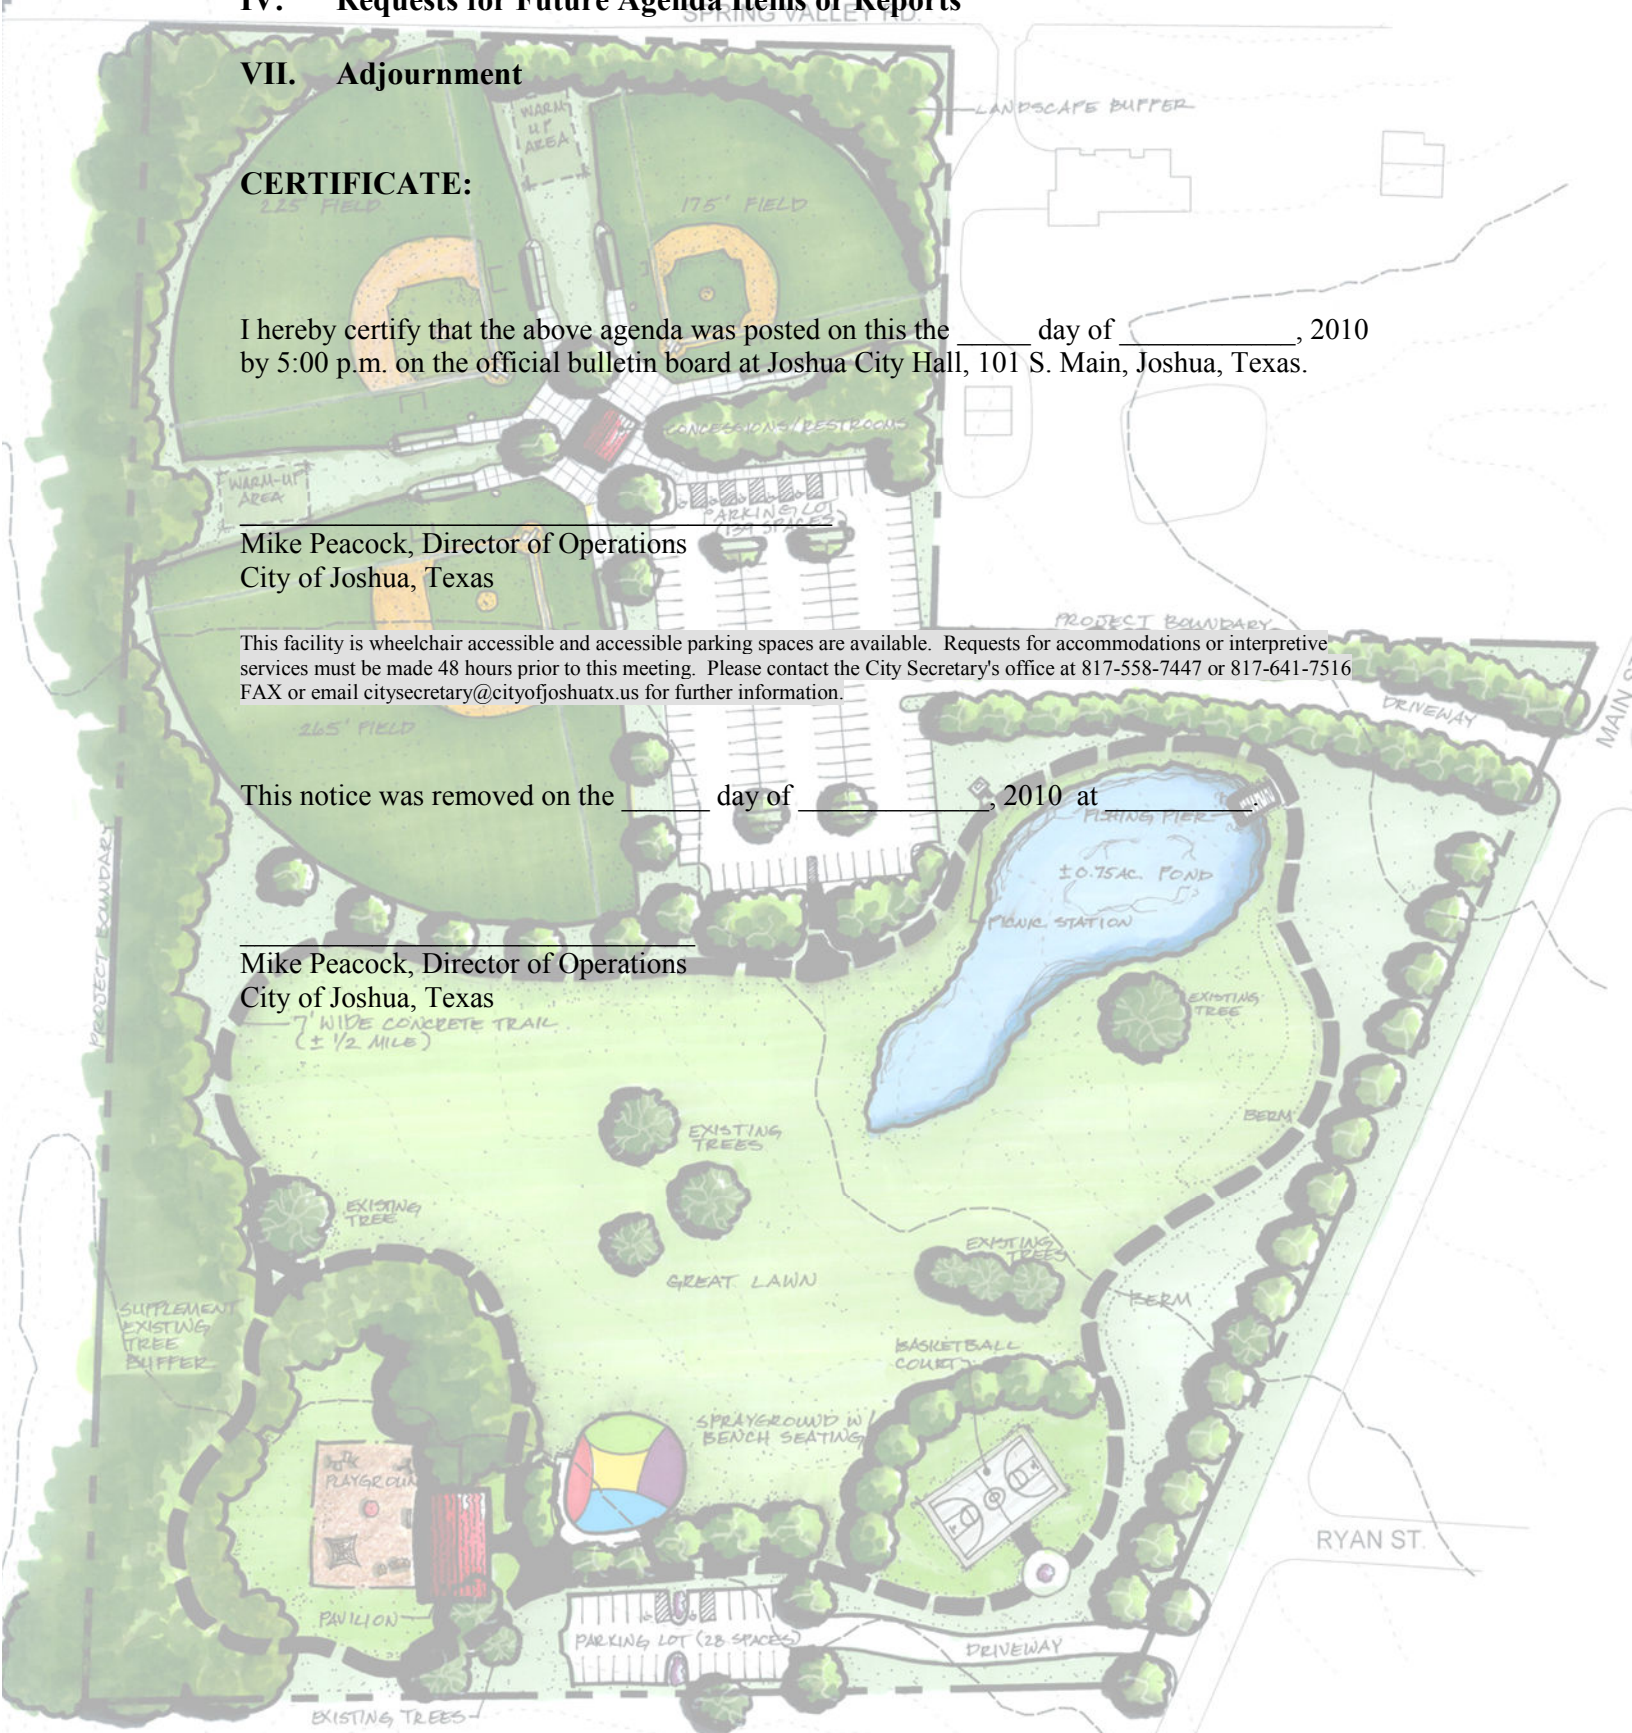 IV. Requests for Future Agenda Items or Reports
SPRING VALLEY RD.
VII. Adjournment
WARM
UP
AREA
LANDSCAPE BUFFER
CERTIFICATE:
225' FIELD
175' FIELD
I hereby certify that the above agenda was posted on this the _____ day of ____________, 2010
by 5:00 p.m. on the official bulletin board at Joshua City Hall, 101 S. Main, Joshua, Texas.
CONCESSIONS/RESTROOMS
WARM-UP
AREA
PARKING LOT
(139 SPACES)
Mike Peacock, Director of Operations
City of Joshua, Texas
PROJECT BOUNDARY
This facility is wheelchair accessible and accessible parking spaces are available. Requests for accommodations or interpretive
services must be made 48 hours prior to this meeting. Please contact the City Secretary's office at 817-558-7447 or 817-641-7516
FAX or email citysecretary@cityofjoshuatx.us for further information.
DRIVEWAY
MAIN ST
265' FIELD
This notice was removed on the ______ day of _____________, 2010 at __________.
FISHING PIER
±0.75 AC. POND
PICNIC STATION
PROJECT BOUNDARY
Mike Peacock, Director of Operations
City of Joshua, Texas
EXISTING
TREE
7' WIDE CONCRETE TRAIL
(± 1/2 MILE)
BERM
EXISTING
TREES
EXISTING
TREE
EXISTING
TREES
GREAT LAWN
BERM
SUPPLEMENT
EXISTING
TREE
BUFFER
BASKETBALL
COURT
SPRAYGROUND W/
BENCH SEATING
PLAYGROUN
RYAN ST.
PAVILION
PARKING LOT (28 SPACES)
DRIVEWAY
EXISTING TREES